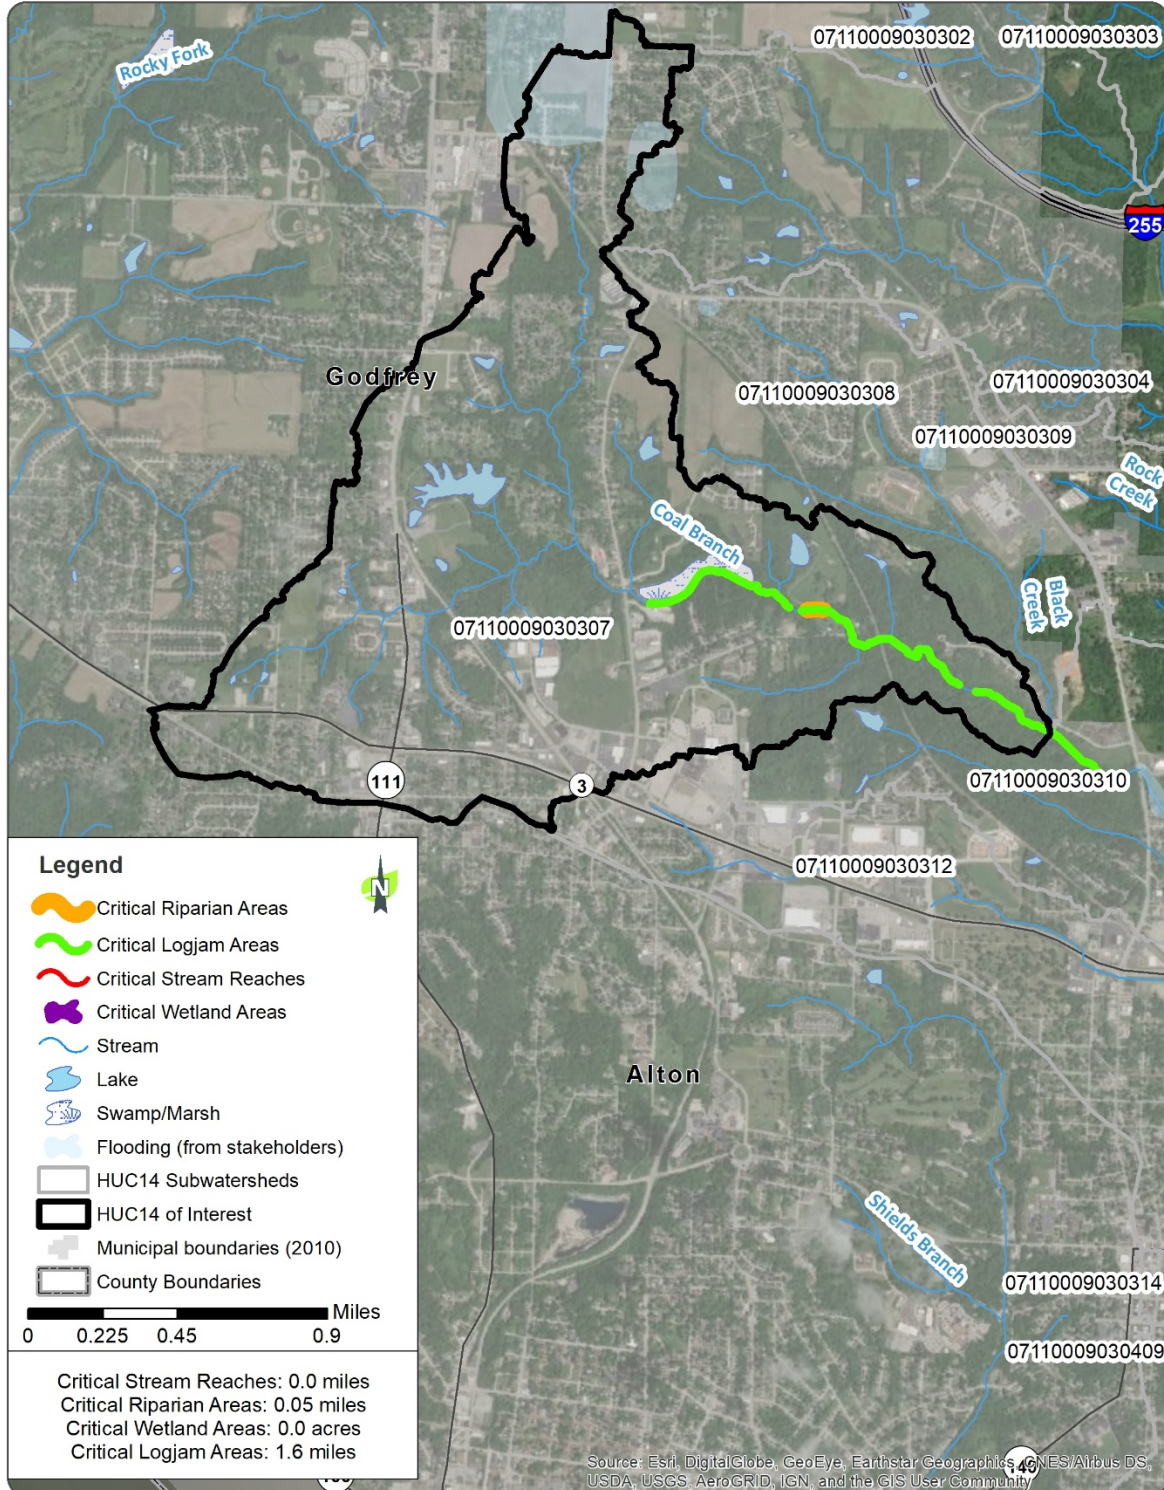 Rocky Fork
07110009030302
07110009030303
255
Godfrey
07110009030308
07110009030304
07110009030309
Rock
Creek
Coal Branch
Black
Creek
07110009030307
07110009030310
111
3
07110009030312
Alton
Shields Branch
07110009030314
07110009030409
140
Legend
N
Critical Riparian Areas
Critical Logjam Areas
Critical Stream Reaches
Critical Wetland Areas
Stream
Lake
Swamp/Marsh
Flooding (from stakeholders)
HUC14 Subwatersheds
HUC14 of Interest
Municipal boundaries (2010)
County Boundaries
Miles
0 0.225 0.45 0.9
Critical Stream Reaches: 0.0 miles
Critical Riparian Areas: 0.05 miles
Critical Wetland Areas: 0.0 acres
Critical Logjam Areas: 1.6 miles
Source: Esri, DigitalGlobe, GeoEye, Earthstar Geographics, CNES/Airbus DS,
USDA, USGS, AeroGRID, IGN, and the GIS User Community